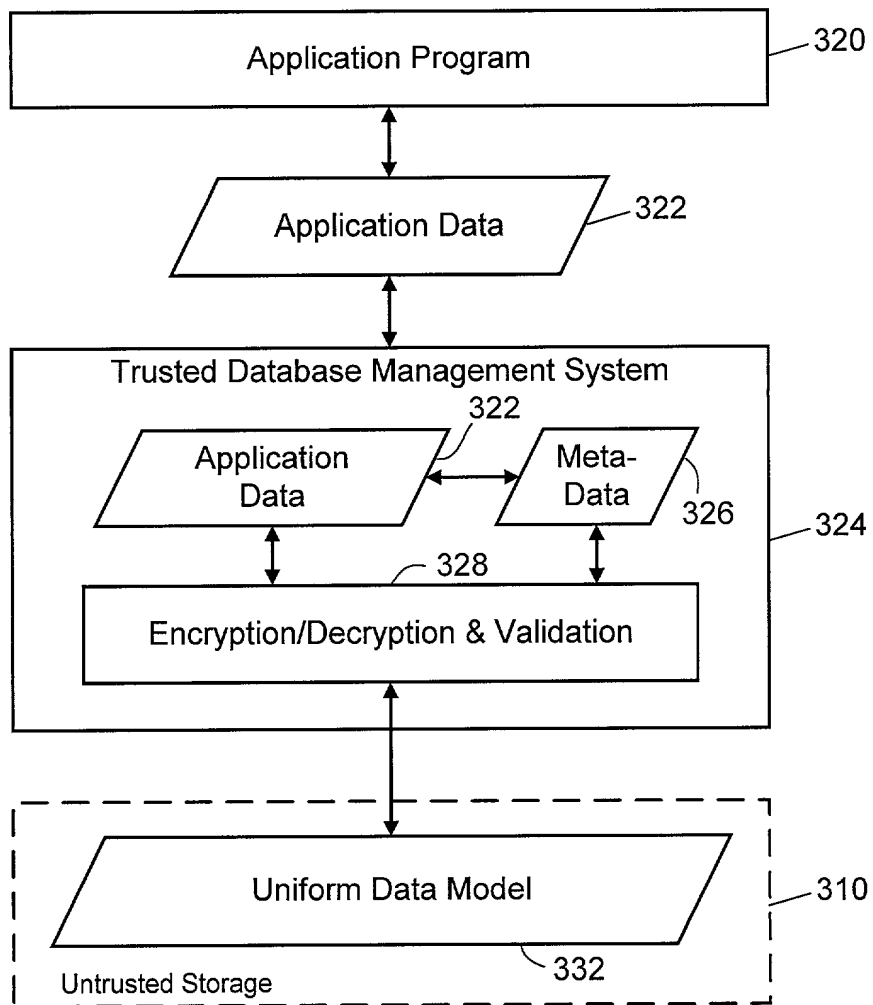 Application Program
320
Application Data
322
Trusted Database Management System
322
Application
Data
Meta-
Data
326
324
328
Encryption/Decryption & Validation
Uniform Data Model
310
332
Untrusted Storage